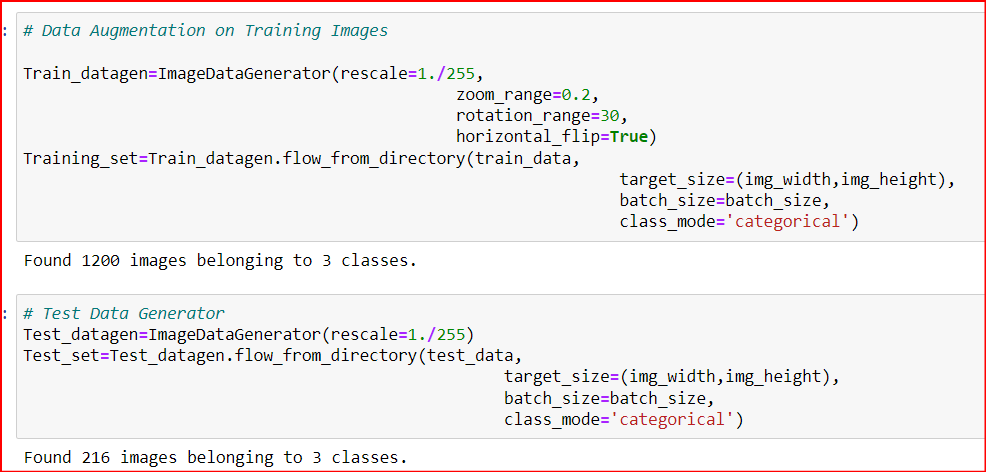 : # Data Augmentation on Training Images
Train_datagen=ImageDataGenerator(rescale=1./255,
zoom_range=0.2,
rotation_range=30,
horizontal_flip=True)
Training_set=Train_datagen.flow_from_directory(train_data,
target_size=(img_width,img_height),
batch_size=batch_size,
class_mode='categorical')
Found 1200 images belonging to 3 classes.
: # Test Data Generator
Test_datagen=ImageDataGenerator(rescale=1./255)
Test_set=Test_datagen.flow_from_directory(test_data,
target_size=(img_width,img_height),
batch_size=batch_size,
class_mode='categorical')
Found 216 images belonging to 3 classes.